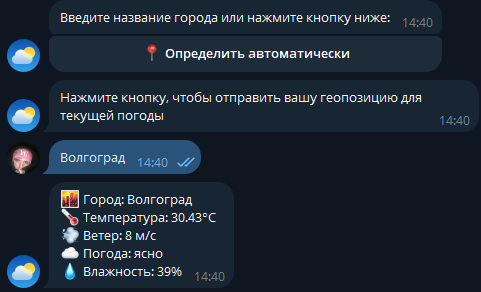 Введите название города или нажмите кнопку ниже: 14:40
Определить автоматически
Нажмите кнопку, чтобы отправить вашу геопозицию для
текущей погоды 14:40
Волгоград 14:40
Город: Волгоград
Температура: 30.43°C
Ветер: 8 м/с
Погода: ясно
Влажность: 39% 14:40